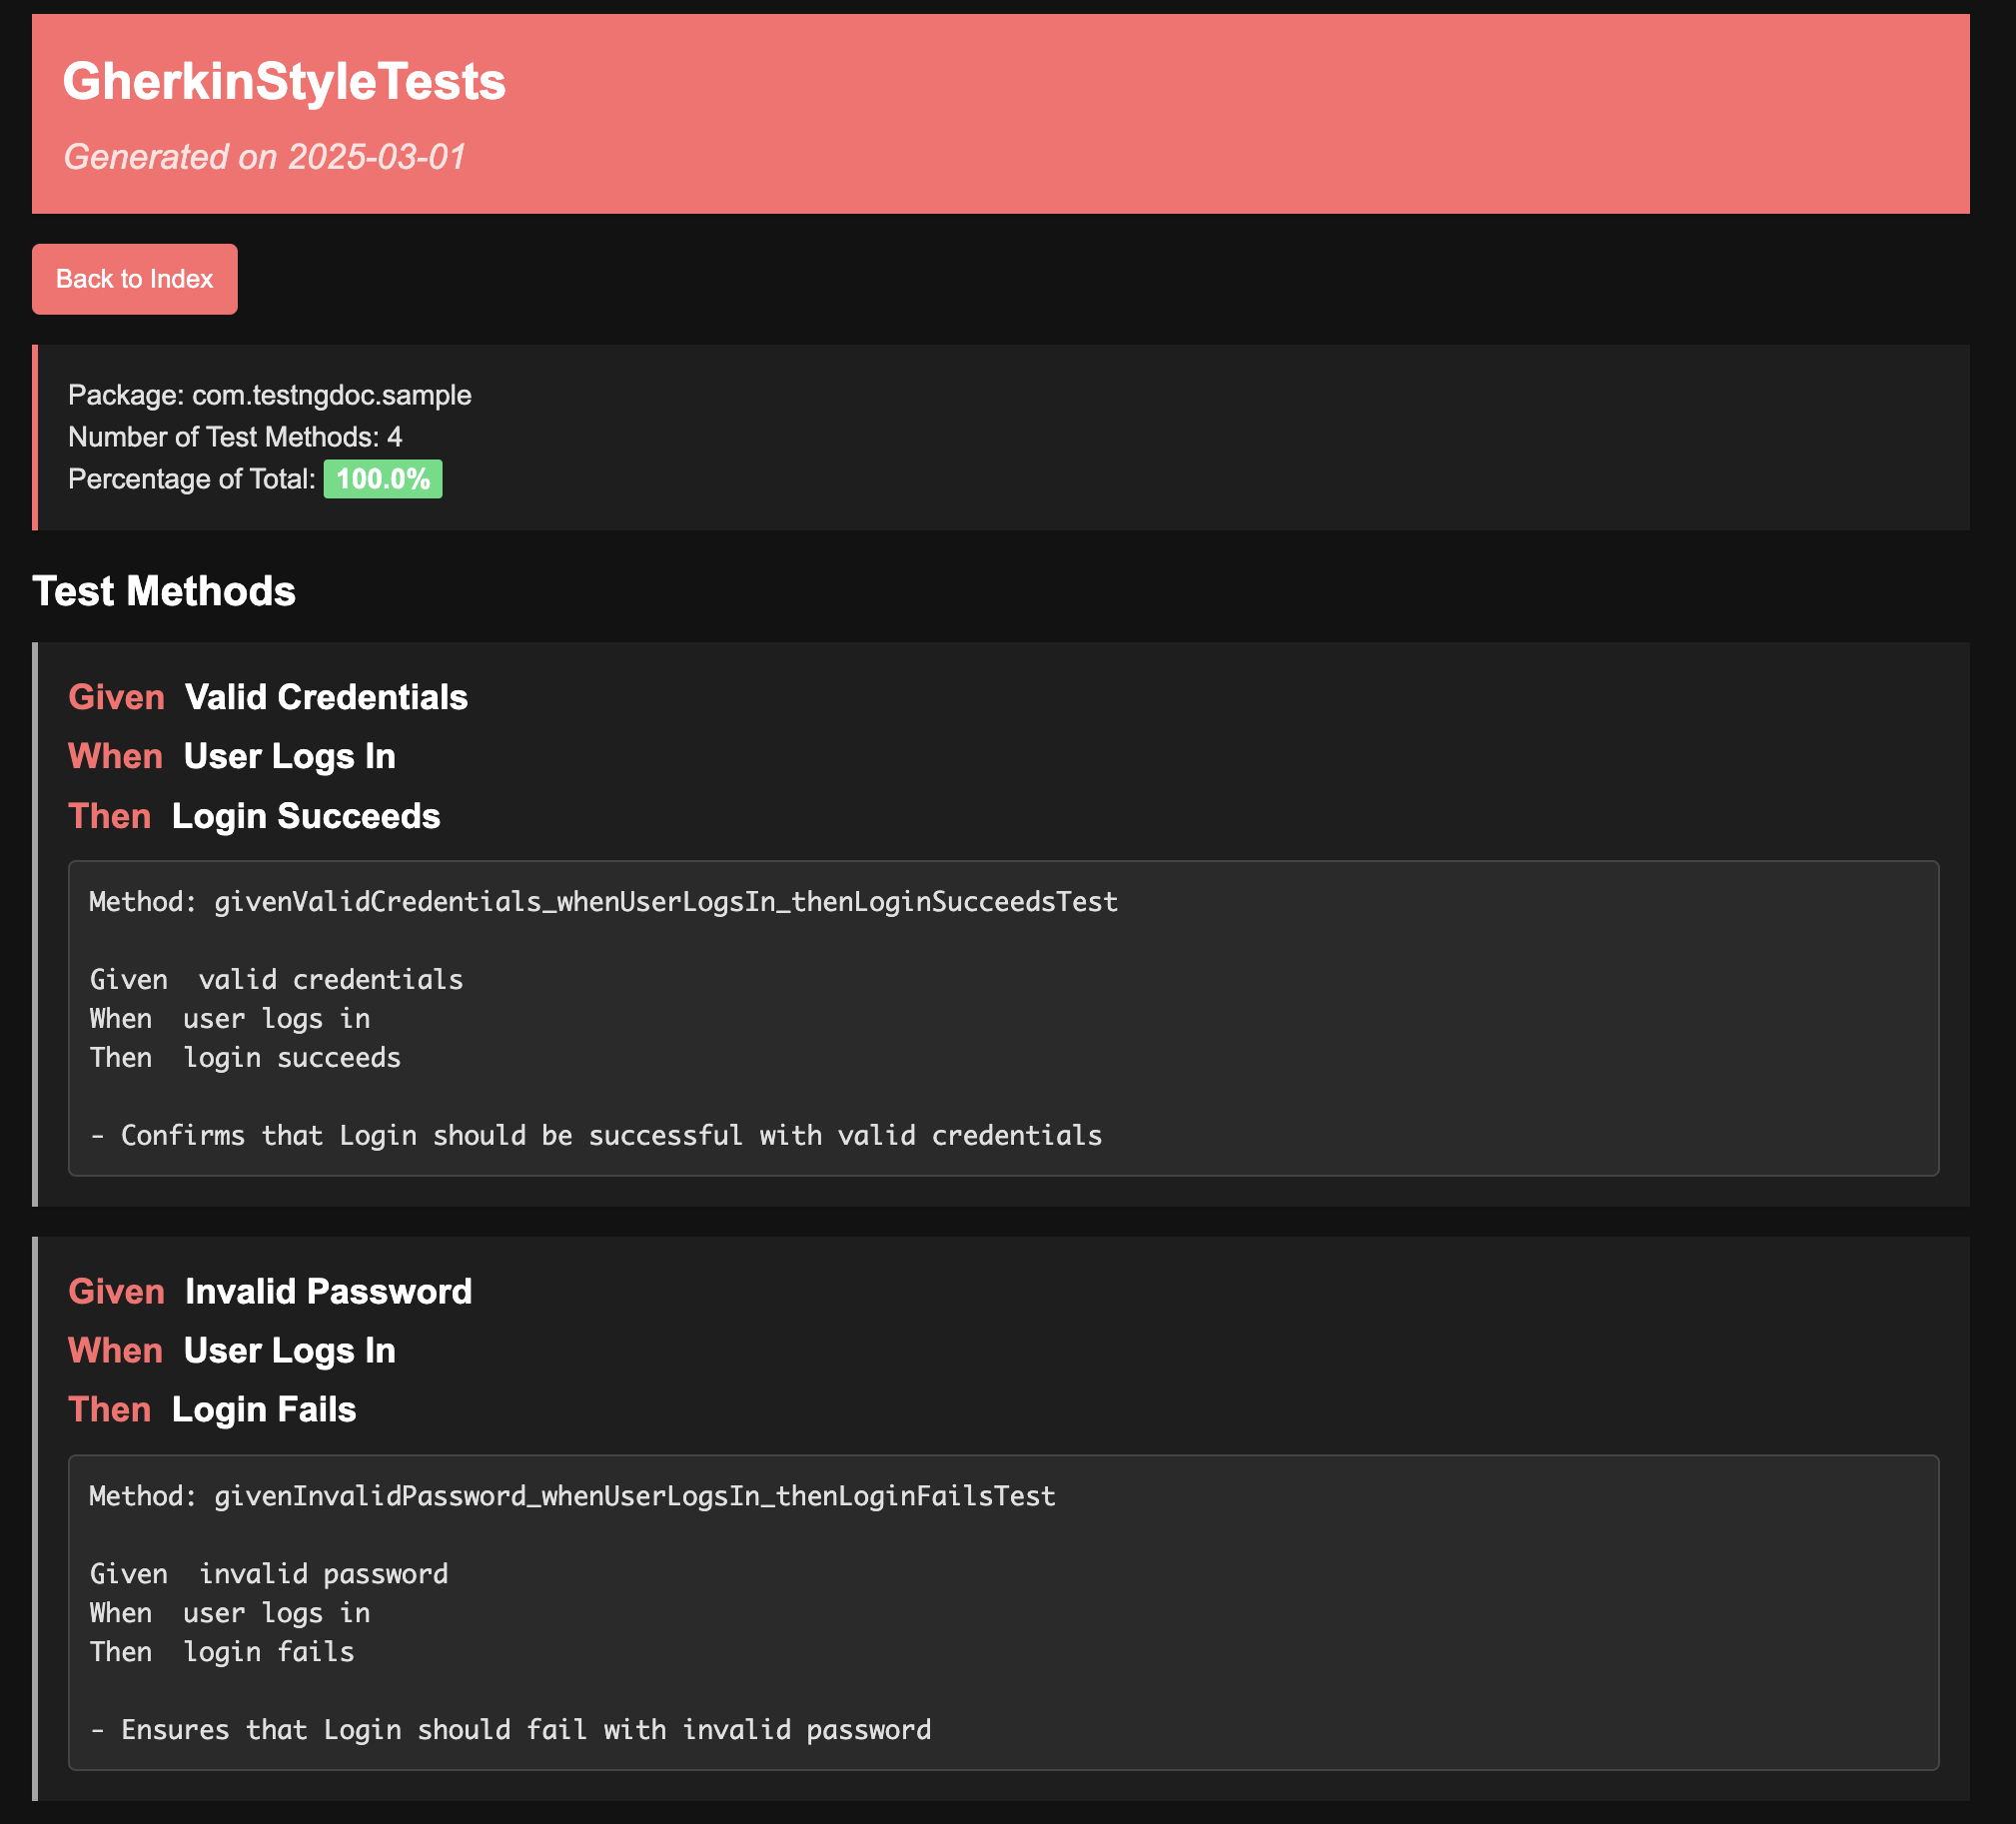 GherkinStyleTests
Generated on 2025-03-01
Back to Index
Package: com.testngdoc.sample
Number of Test Methods: 4
Percentage of Total: 100.0%
Test Methods
Given Valid Credentials
When User Logs In
Then Login Succeeds
Method: givenValidCredentials_whenUserLogsIn_thenLoginSucceedsTest
Given  valid credentials
When  user logs in
Then  login succeeds
- Confirms that Login should be successful with valid credentials
Given Invalid Password
When User Logs In
Then Login Fails
Method: givenInvalidPassword_whenUserLogsIn_thenLoginFailsTest
Given  invalid password
When  user logs in
Then  login fails
- Ensures that Login should fail with invalid password